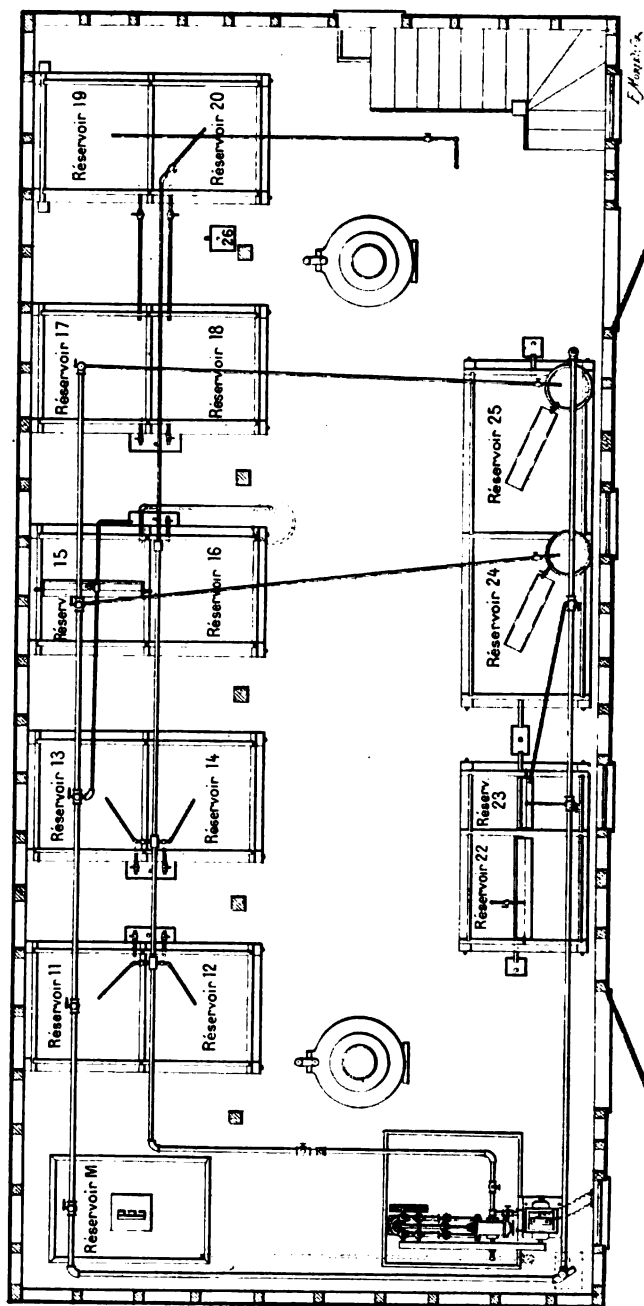 Réservoir 19
Réservoir 20
26
Réservoir 17
Réservoir 18
Réserv. 15
Réservoir 16
Réservoir 13
Réservoir 14
Réservoir 11
Réservoir 12
Réservoir M
Réservoir 25
Réservoir 24
Réserv.
23
Réservoir 22